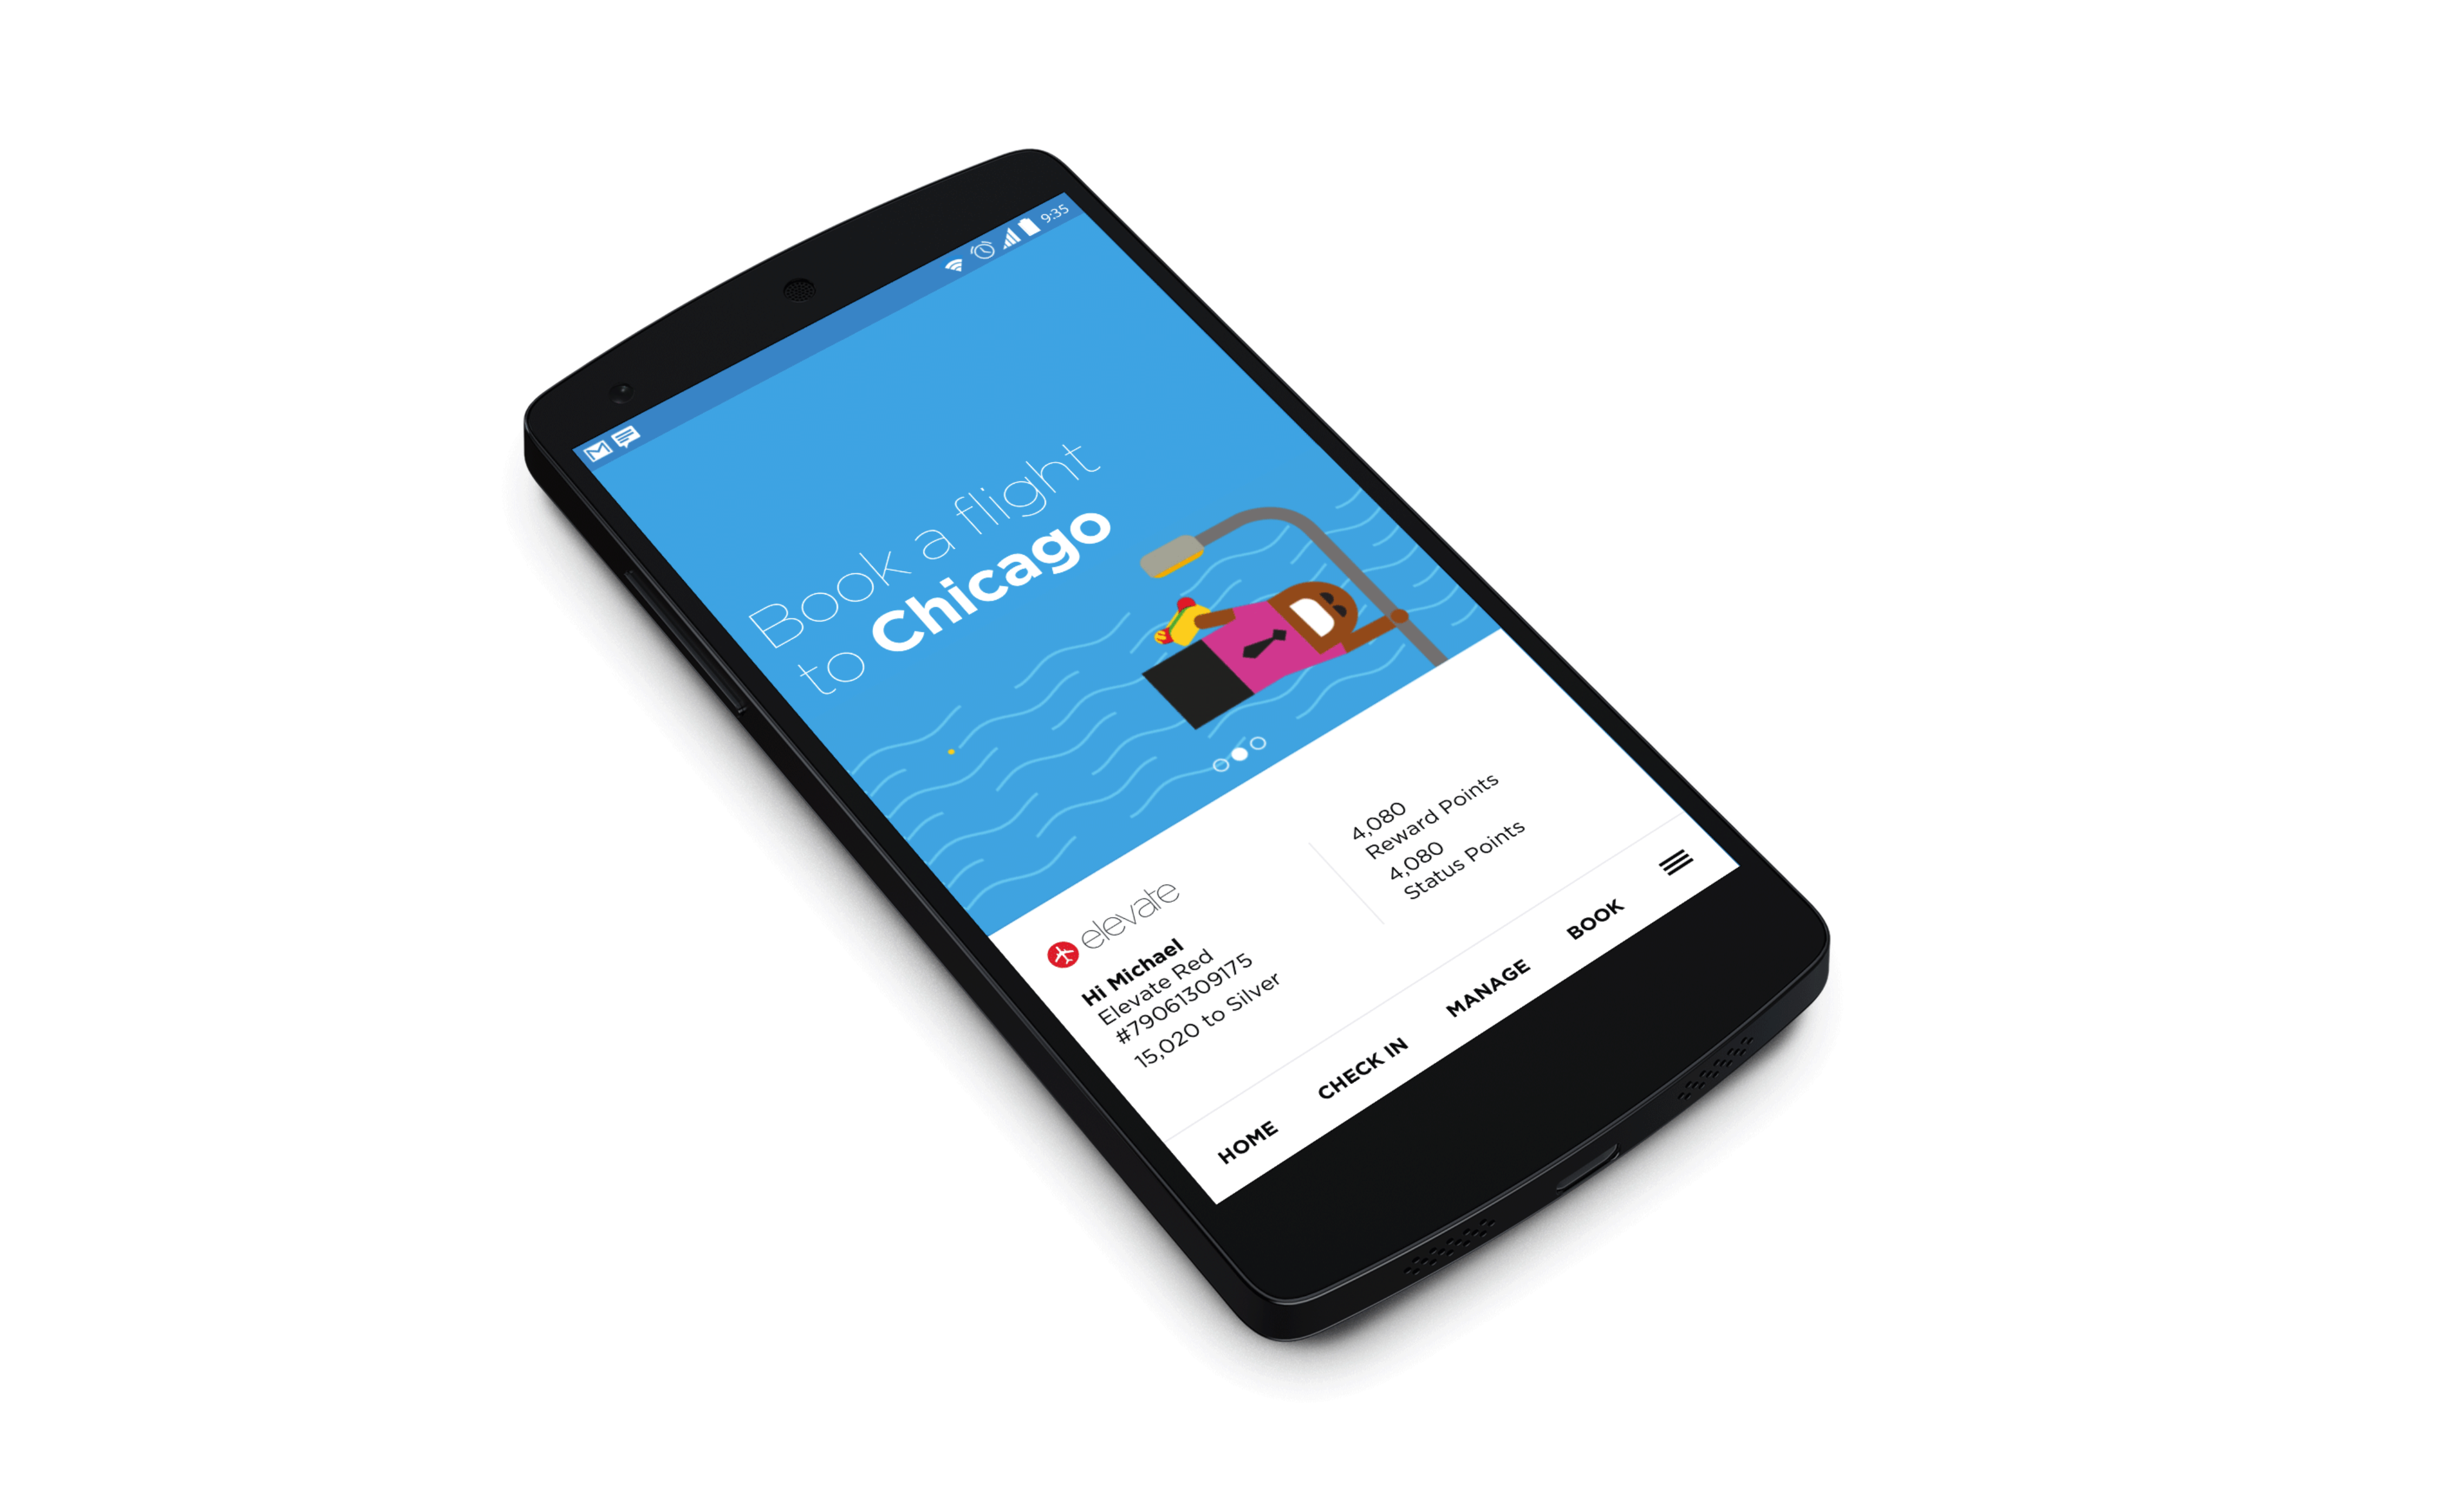 9:35
Book a flight
to Chicago
elevate
Hi Michael
Elevate Red
#79061309175
15,020 to Silver
4,080
Reward Points
4,080
Status Points
HOME CHECK IN MANAGE BOOK